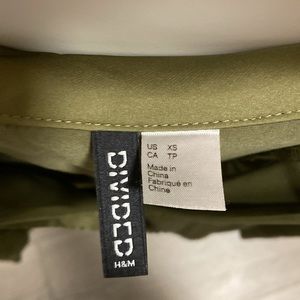 DIVIDED
H&M
US XS
CA TP
Made in
China
Fabriqué en
Chine